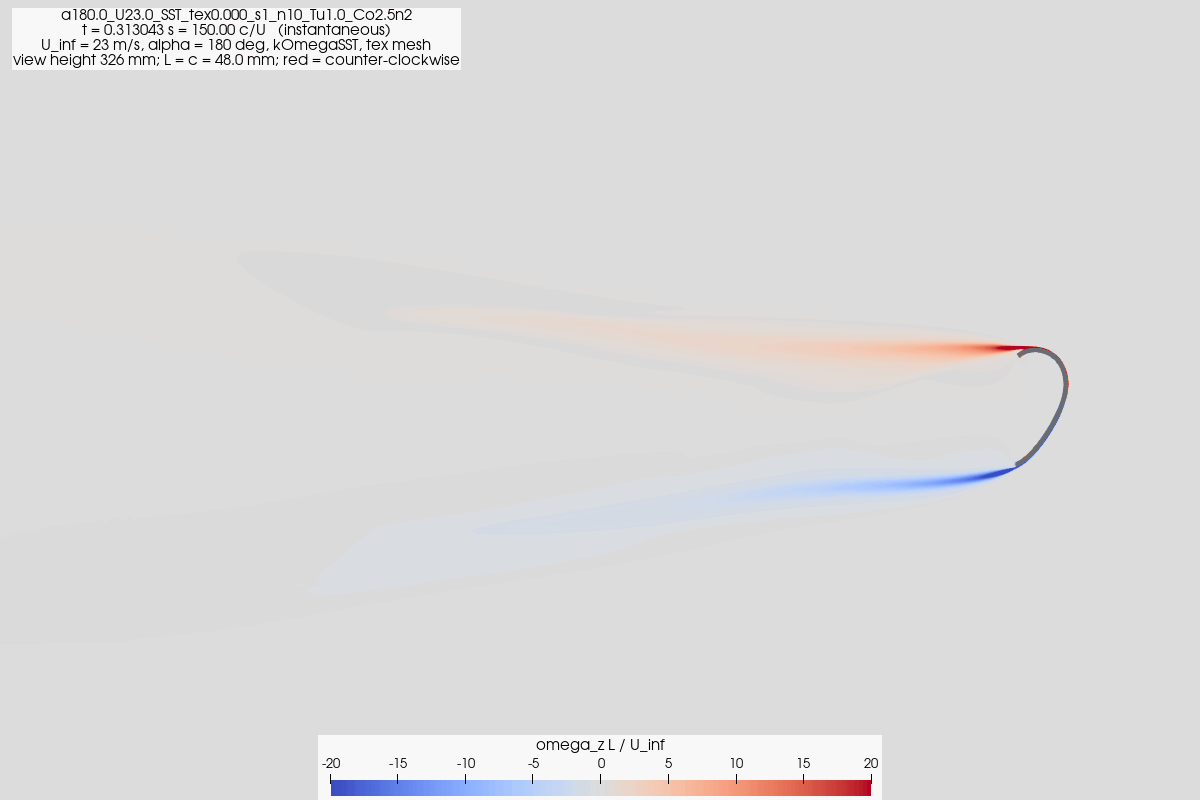 a180.0_U23.0_SST_tex0.000_s1_n10_Tu1.0_Co2.5n2
t = 0.313043 s = 150.00 c/U (instantaneous)
U_inf = 23 m/s, alpha = 180 deg, kOmegaSST, tex mesh
view height 326 mm; L = c = 48.0 mm; red = counter-clockwise
omega_z L / U_inf
-20 -15 -10 -5 0 5 10 15 20